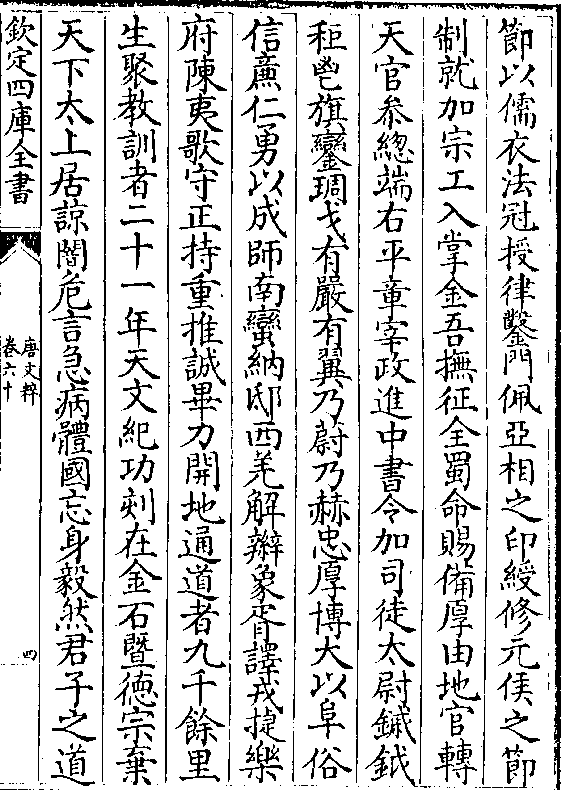 節以儒衣法冠授律鑿門佩亞相之印綬修元侯之節
制就加宗工入掌金吾撫征全蜀命賜備厚由地官轉
天官叅總端右平章宰政進中書令加司徒太尉鏚鉞
秬鬯旗鑾琱戈有嚴有翼乃蔚乃赫忠厚博大以阜俗
信廉仁勇以成師南蠻納邸西羌解辮象胥譯戎捷樂
府陳夷歌守正持重推誠畢力開地通道者九千餘里
生聚教訓者二十一年天文紀功刻在金石暨德宗棄
天下太上居諒闇危言急病體國忘身毅然君子之道
欽定四庫全書
唐文粹
卷六十
四